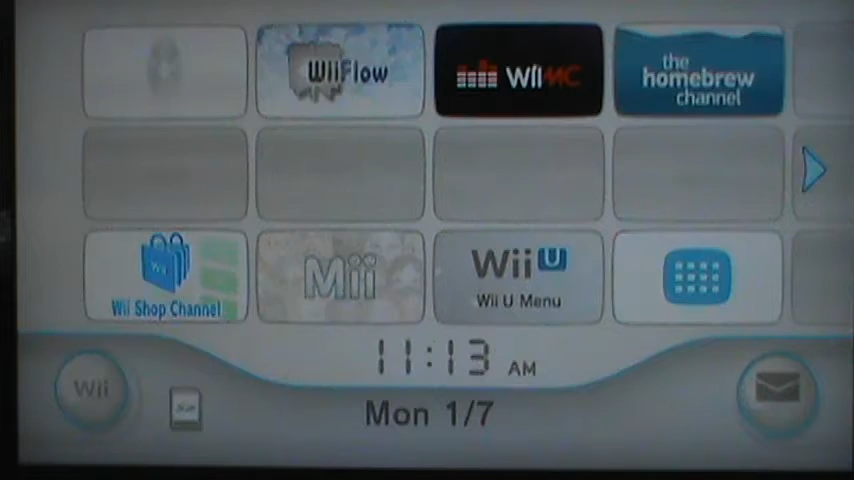 WiiFlow
WiiMC
the
homebrew
channel
Wii
Wii Shop Channel
Mii
Wii U
Wii U Menu
11:13 AM
Wii
Mon 1/7